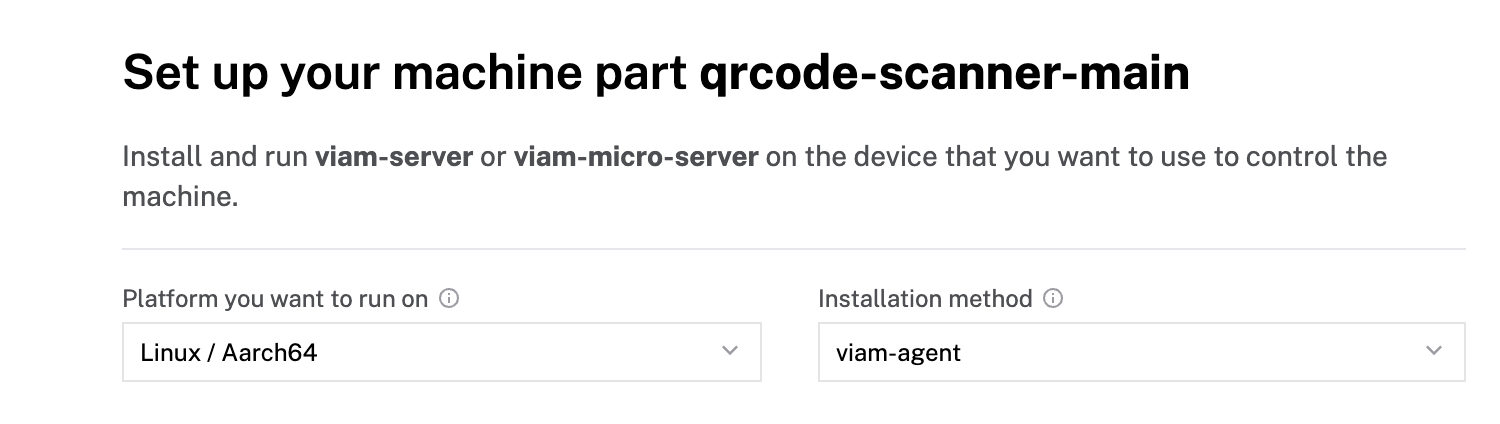 Set up your machine part qrcode-scanner-main
Install and run viam-server or viam-micro-server on the device that you want to use to control the
machine.
Platform you want to run on
Installation method
Linux / Aarch64
viam-agent